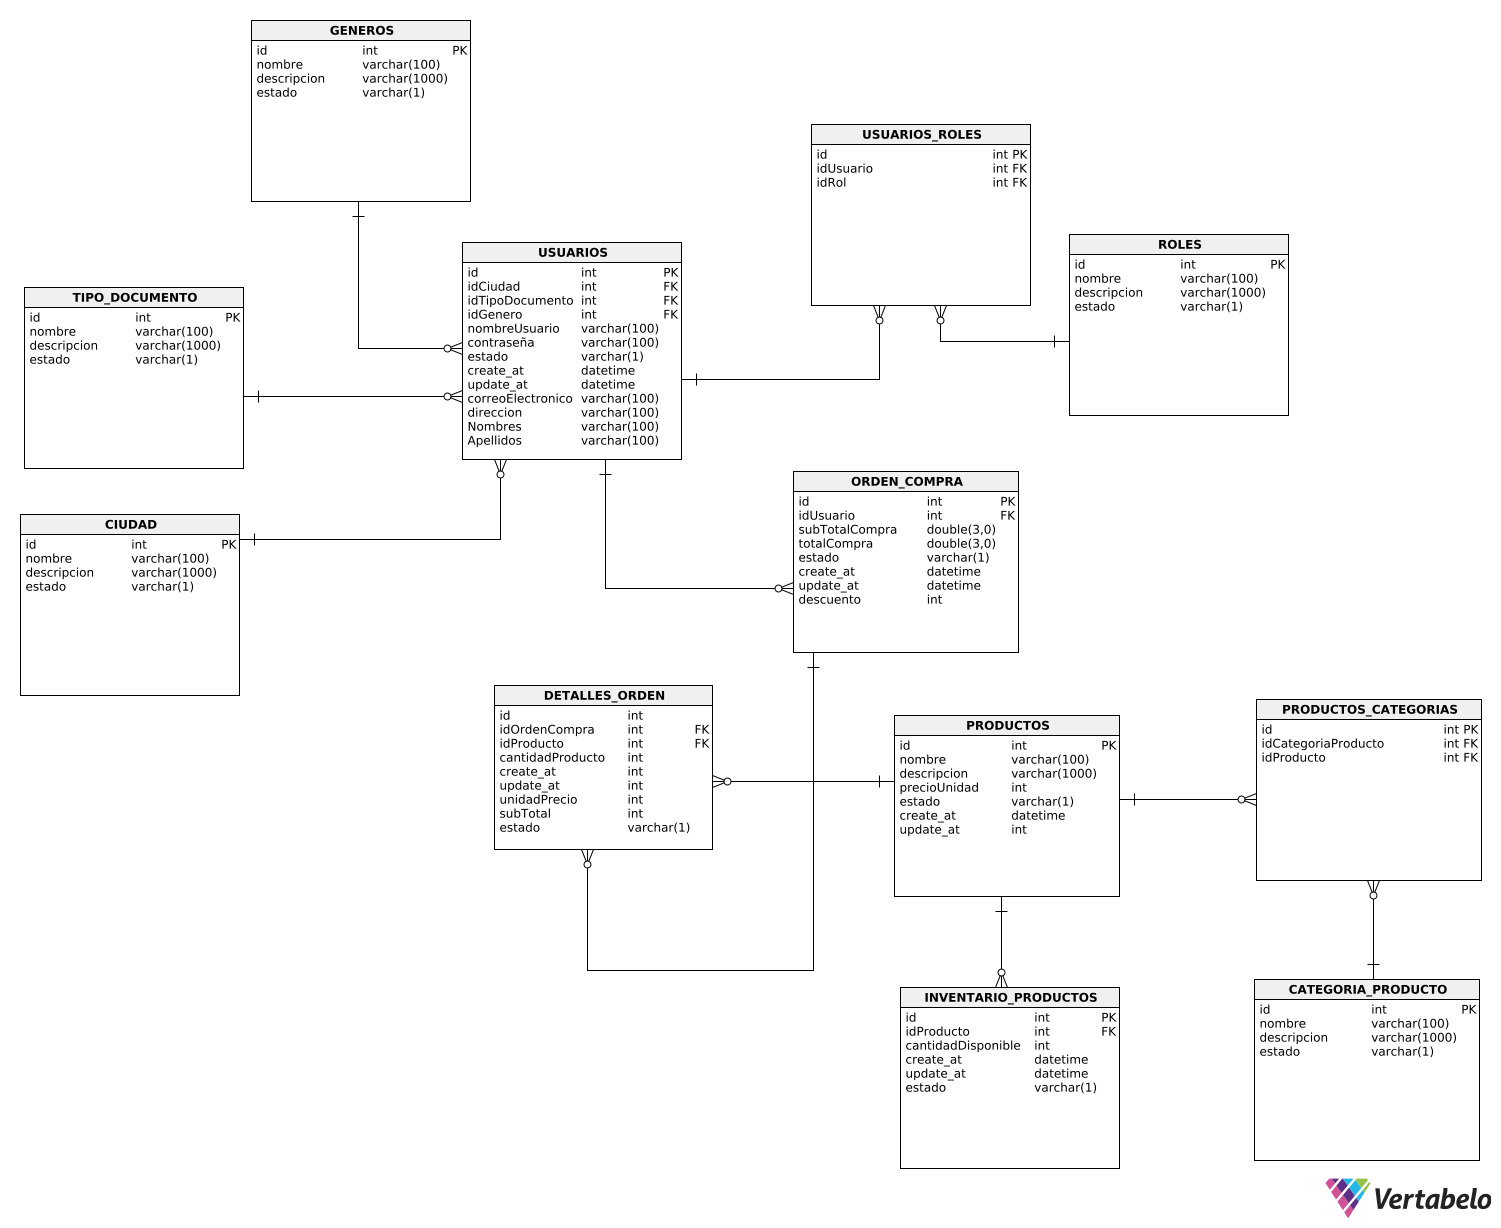 GENEROS
id int PK
nombre varchar(100)
descripcion varchar(1000)
estado varchar(1)
USUARIOS_ROLES
id int PK
idUsuario int FK
idRol int FK
ROLES
id int PK
nombre varchar(100)
descripcion varchar(1000)
estado varchar(1)
USUARIOS
id int PK
idCiudad int FK
idTipoDocumento int FK
idGenero int FK
nombreUsuario varchar(100)
contraseña varchar(100)
estado varchar(1)
create_at datetime
update_at datetime
correoElectronico varchar(100)
direccion varchar(100)
Nombres varchar(100)
Apellidos varchar(100)
TIPO_DOCUMENTO
id int PK
nombre varchar(100)
descripcion varchar(1000)
estado varchar(1)
CIUDAD
id int PK
nombre varchar(100)
descripcion varchar(1000)
estado varchar(1)
ORDEN_COMPRA
id int PK
idUsuario int FK
subTotalCompra double(3,0)
totalCompra double(3,0)
estado varchar(1)
create_at datetime
update_at datetime
descuento int
DETALLES_ORDEN
id int
idOrdenCompra int FK
idProducto int FK
cantidadProducto int
create_at int
update_at int
unidadPrecio int
subTotal int
estado varchar(1)
PRODUCTOS
id int PK
nombre varchar(100)
descripcion varchar(1000)
precioUnidad int
estado varchar(1)
create_at datetime
update_at int
PRODUCTOS_CATEGORIAS
id int PK
idCategoriaProducto int FK
idProducto int FK
INVENTARIO_PRODUCTOS
id int PK
idProducto int FK
cantidadDisponible int
create_at datetime
update_at datetime
estado varchar(1)
CATEGORIA_PRODUCTO
id int PK
nombre varchar(100)
descripcion varchar(1000)
estado varchar(1)
Vertabelo